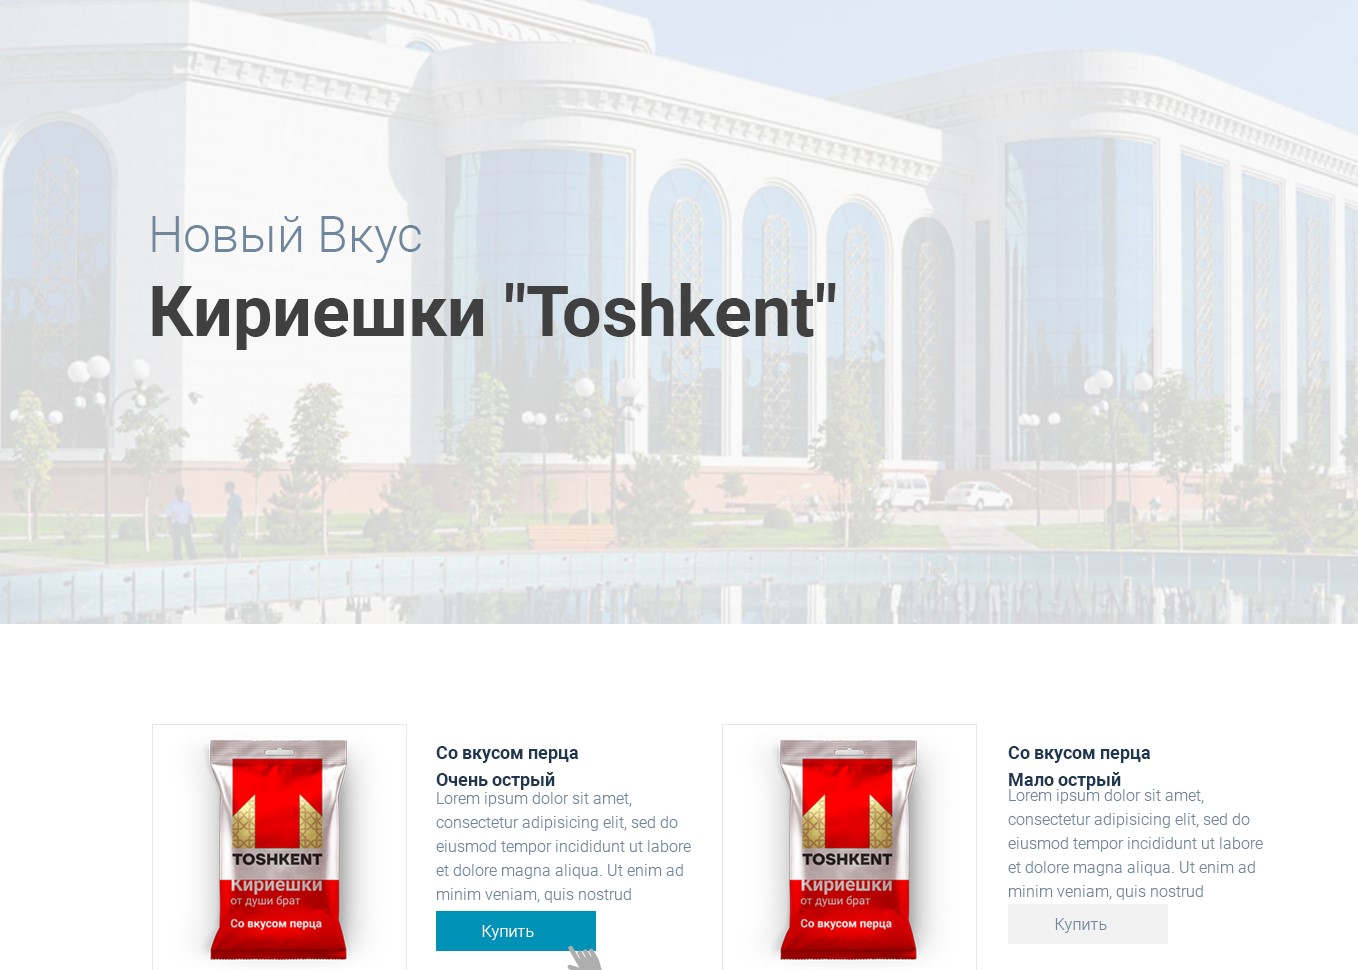 Новый Вкус
Кириешки "Toshkent"
TOSHKENT
Кириешки
от души брат
Со вкусом перца
Со вкусом перца
Очень острый
Lorem ipsum dolor sit amet,
consectetur adipisicing elit, sed do
eiusmod tempor incididunt ut labore
et dolore magna aliqua. Ut enim ad
minim veniam, quis nostrud
Купить
TOSHKENT
Кириешки
от души брат
Со вкусом перца
Со вкусом перца
Мало острый
Lorem ipsum dolor sit amet,
consectetur adipisicing elit, sed do
eiusmod tempor incididunt ut labore
et dolore magna aliqua. Ut enim ad
minim veniam, quis nostrud
Купить